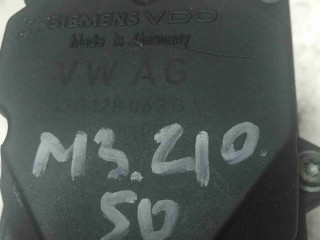 SIEMENS VDO
Made in Germany
VW AG
M3.210.
50